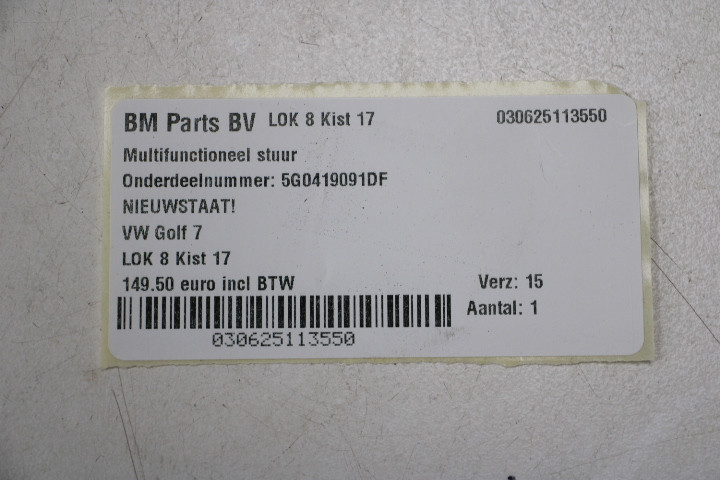 BM Parts BV LOK 8 Kist 17 030625113550
Multifunctioneel stuur
Onderdeelnummer: 5G0419091DF
NIEUWSTAAT!
VW Golf 7
LOK 8 Kist 17
149.50 euro incl BTW Verz: 15
Aantal: 1
030625113550